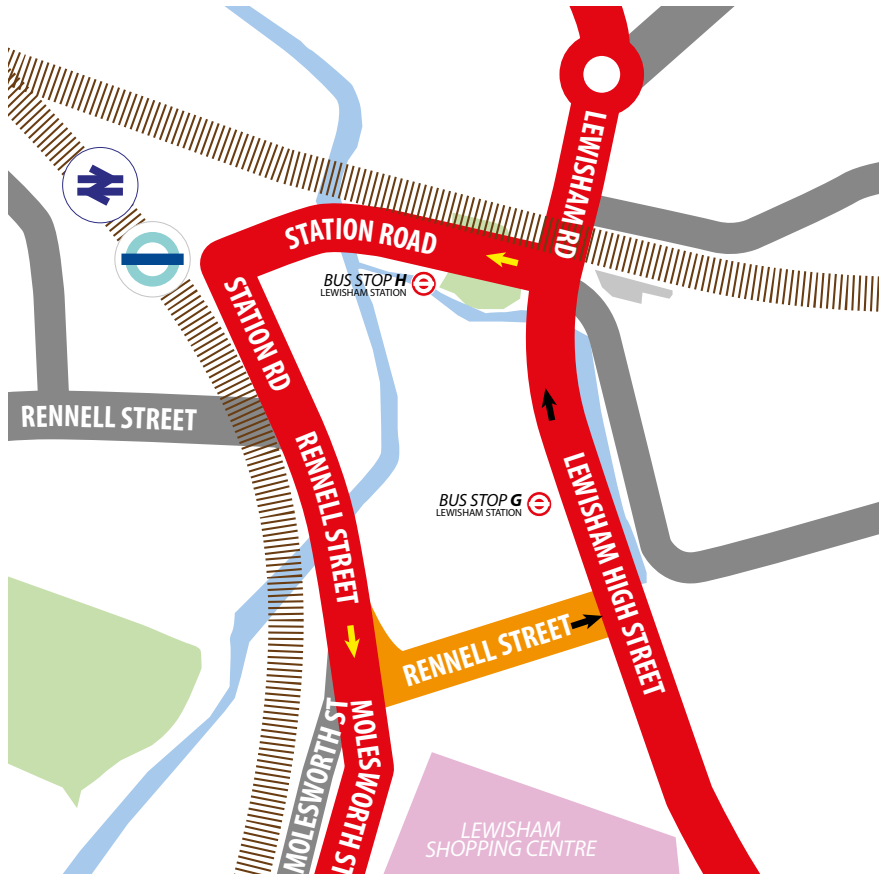 LEWISHAM RD
STATION ROAD
BUS STOP H
LEWISHAM STATION
STATION RD
RENNELL STREET
RENNELL STREET
BUS STOP G
LEWISHAM STATION
LEWISHAM HIGH STREET
RENNELL STREET
MOLESWORTH ST
MOLESWORTH ST
LEWISHAM
SHOPPING CENTRE